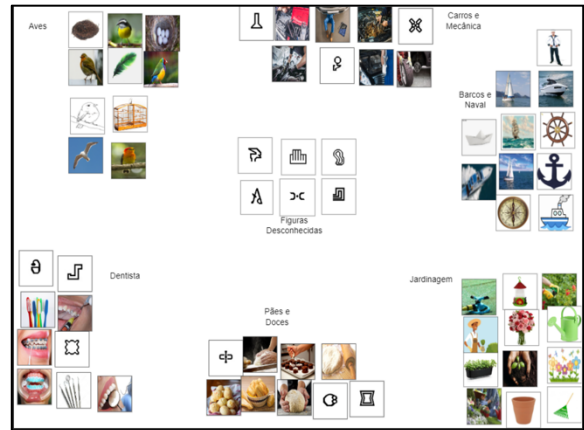 Aves
Carros e
Mecânica
Barcos e
Naval
Figuras
Desconhecidas
Dentista
Jardinagem
Pães e
Doces